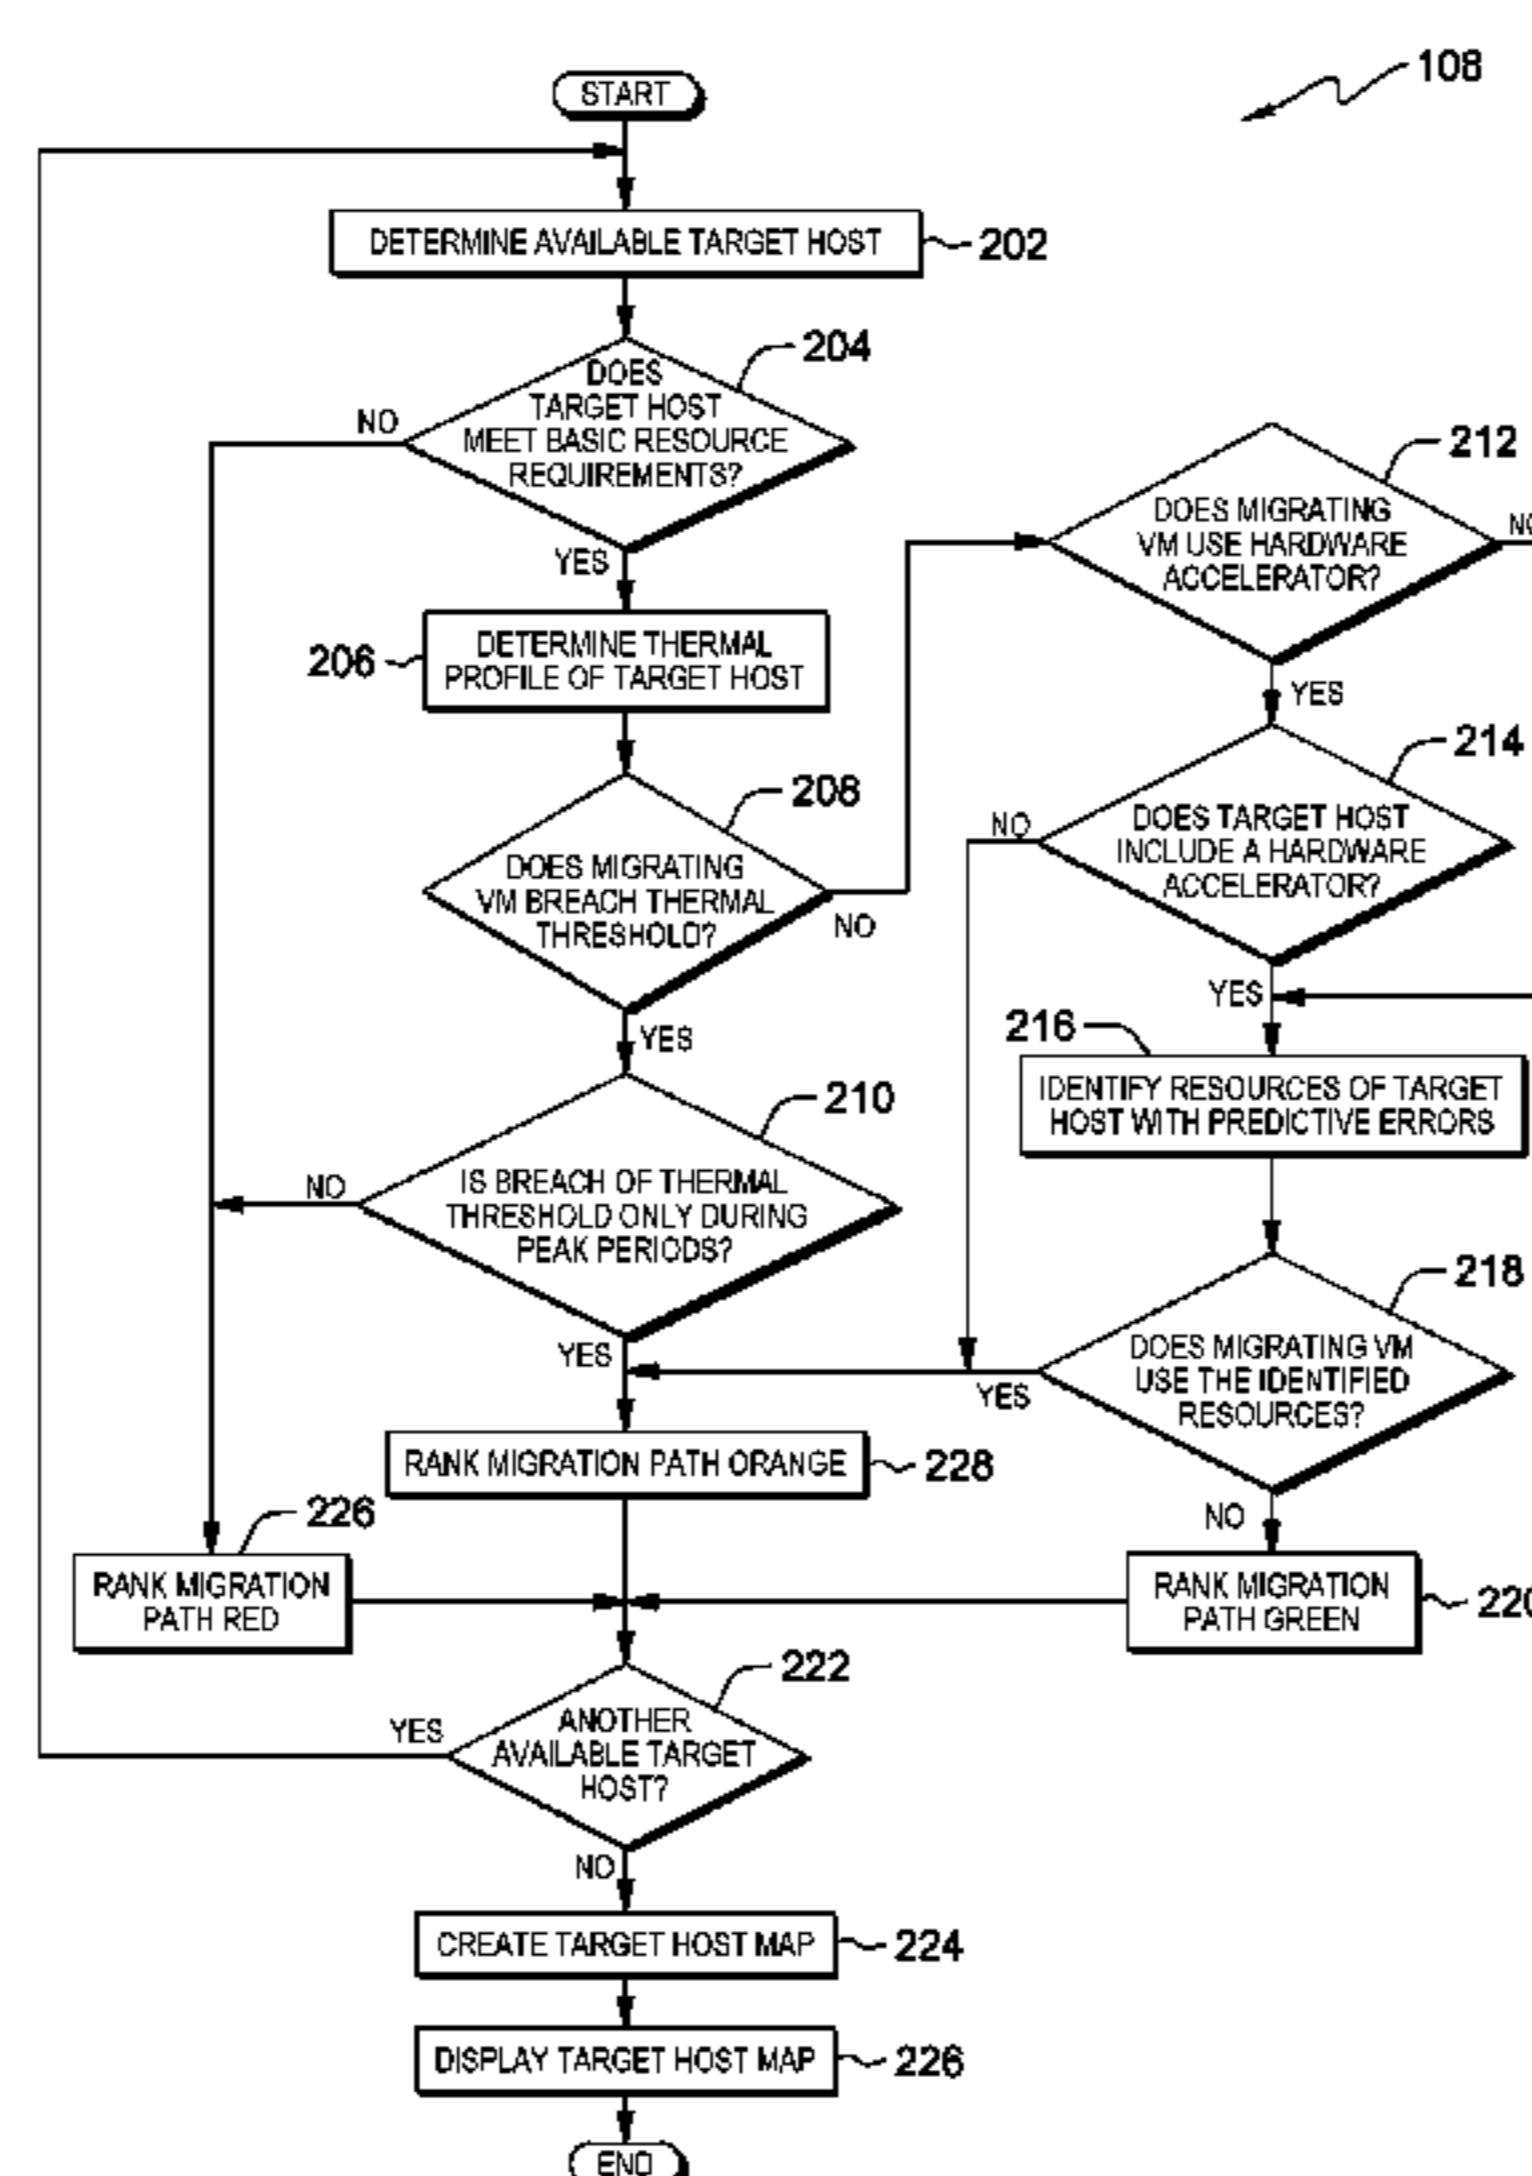 108
START
DETERMINE AVAILABLE TARGET HOST
202
204
DOES
TARGET HOST
MEET BASIC RESOURCE
REQUIREMENTS?
NO
YES
206
DETERMINE THERMAL
PROFILE OF TARGET HOST
208
DOES MIGRATING
VM BREACH THERMAL
THRESHOLD?
NO
YES
210
IS BREACH OF THERMAL
THRESHOLD ONLY DURING
PEAK PERIODS?
NO
YES
212
DOES MIGRATING
VM USE HARDWARE
ACCELERATOR?
NO
YES
214
DOES TARGET HOST
INCLUDE A HARDWARE
ACCELERATOR?
NO
YES
216
IDENTIFY RESOURCES OF TARGET
HOST WITH PREDICTIVE ERRORS
218
DOES MIGRATING VM
USE THE IDENTIFIED
RESOURCES?
YES
NO
RANK MIGRATION PATH ORANGE
228
226
RANK MIGRATION
PATH RED
RANK MIGRATION
PATH GREEN
220
222
ANOTHER
AVAILABLE TARGET
HOST?
YES
NO
CREATE TARGET HOST MAP
224
DISPLAY TARGET HOST MAP
226
END